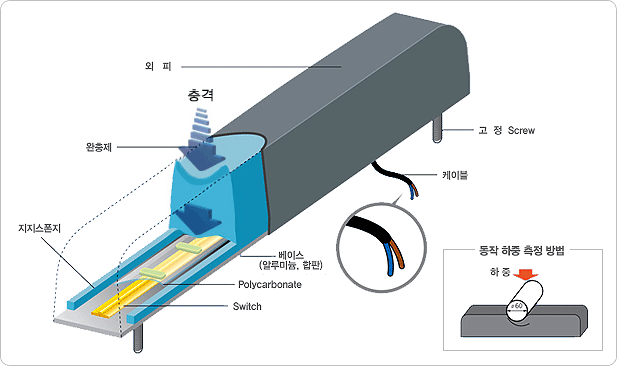 외 피
충격
완충제
고 정 Screw
케이블
지지스폰지
베이스
(알루미늄, 합판)
Polycarbonate
Switch
동작 하중 측정 방법
하 중
ø60